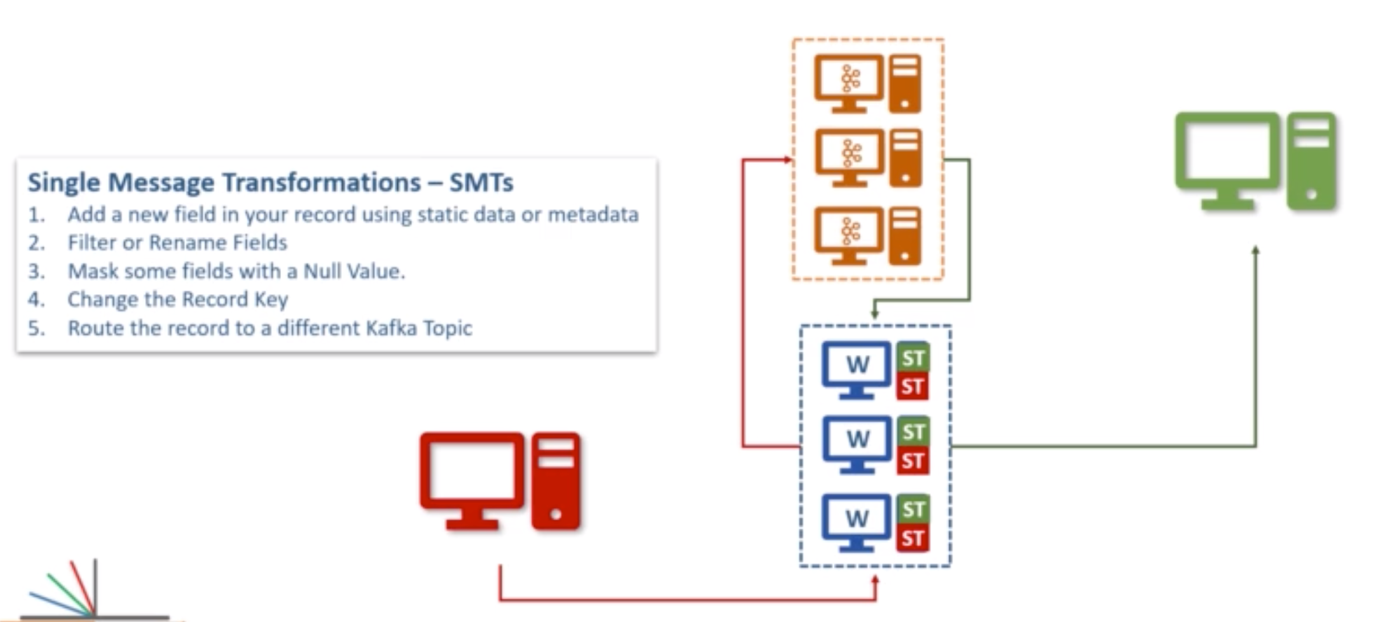 Single Message Transformations – SMTs
1. Add a new field in your record using static data or metadata
2. Filter or Rename Fields
3. Mask some fields with a Null Value.
4. Change the Record Key
5. Route the record to a different Kafka Topic
W ST
ST
W ST
ST
W ST
ST